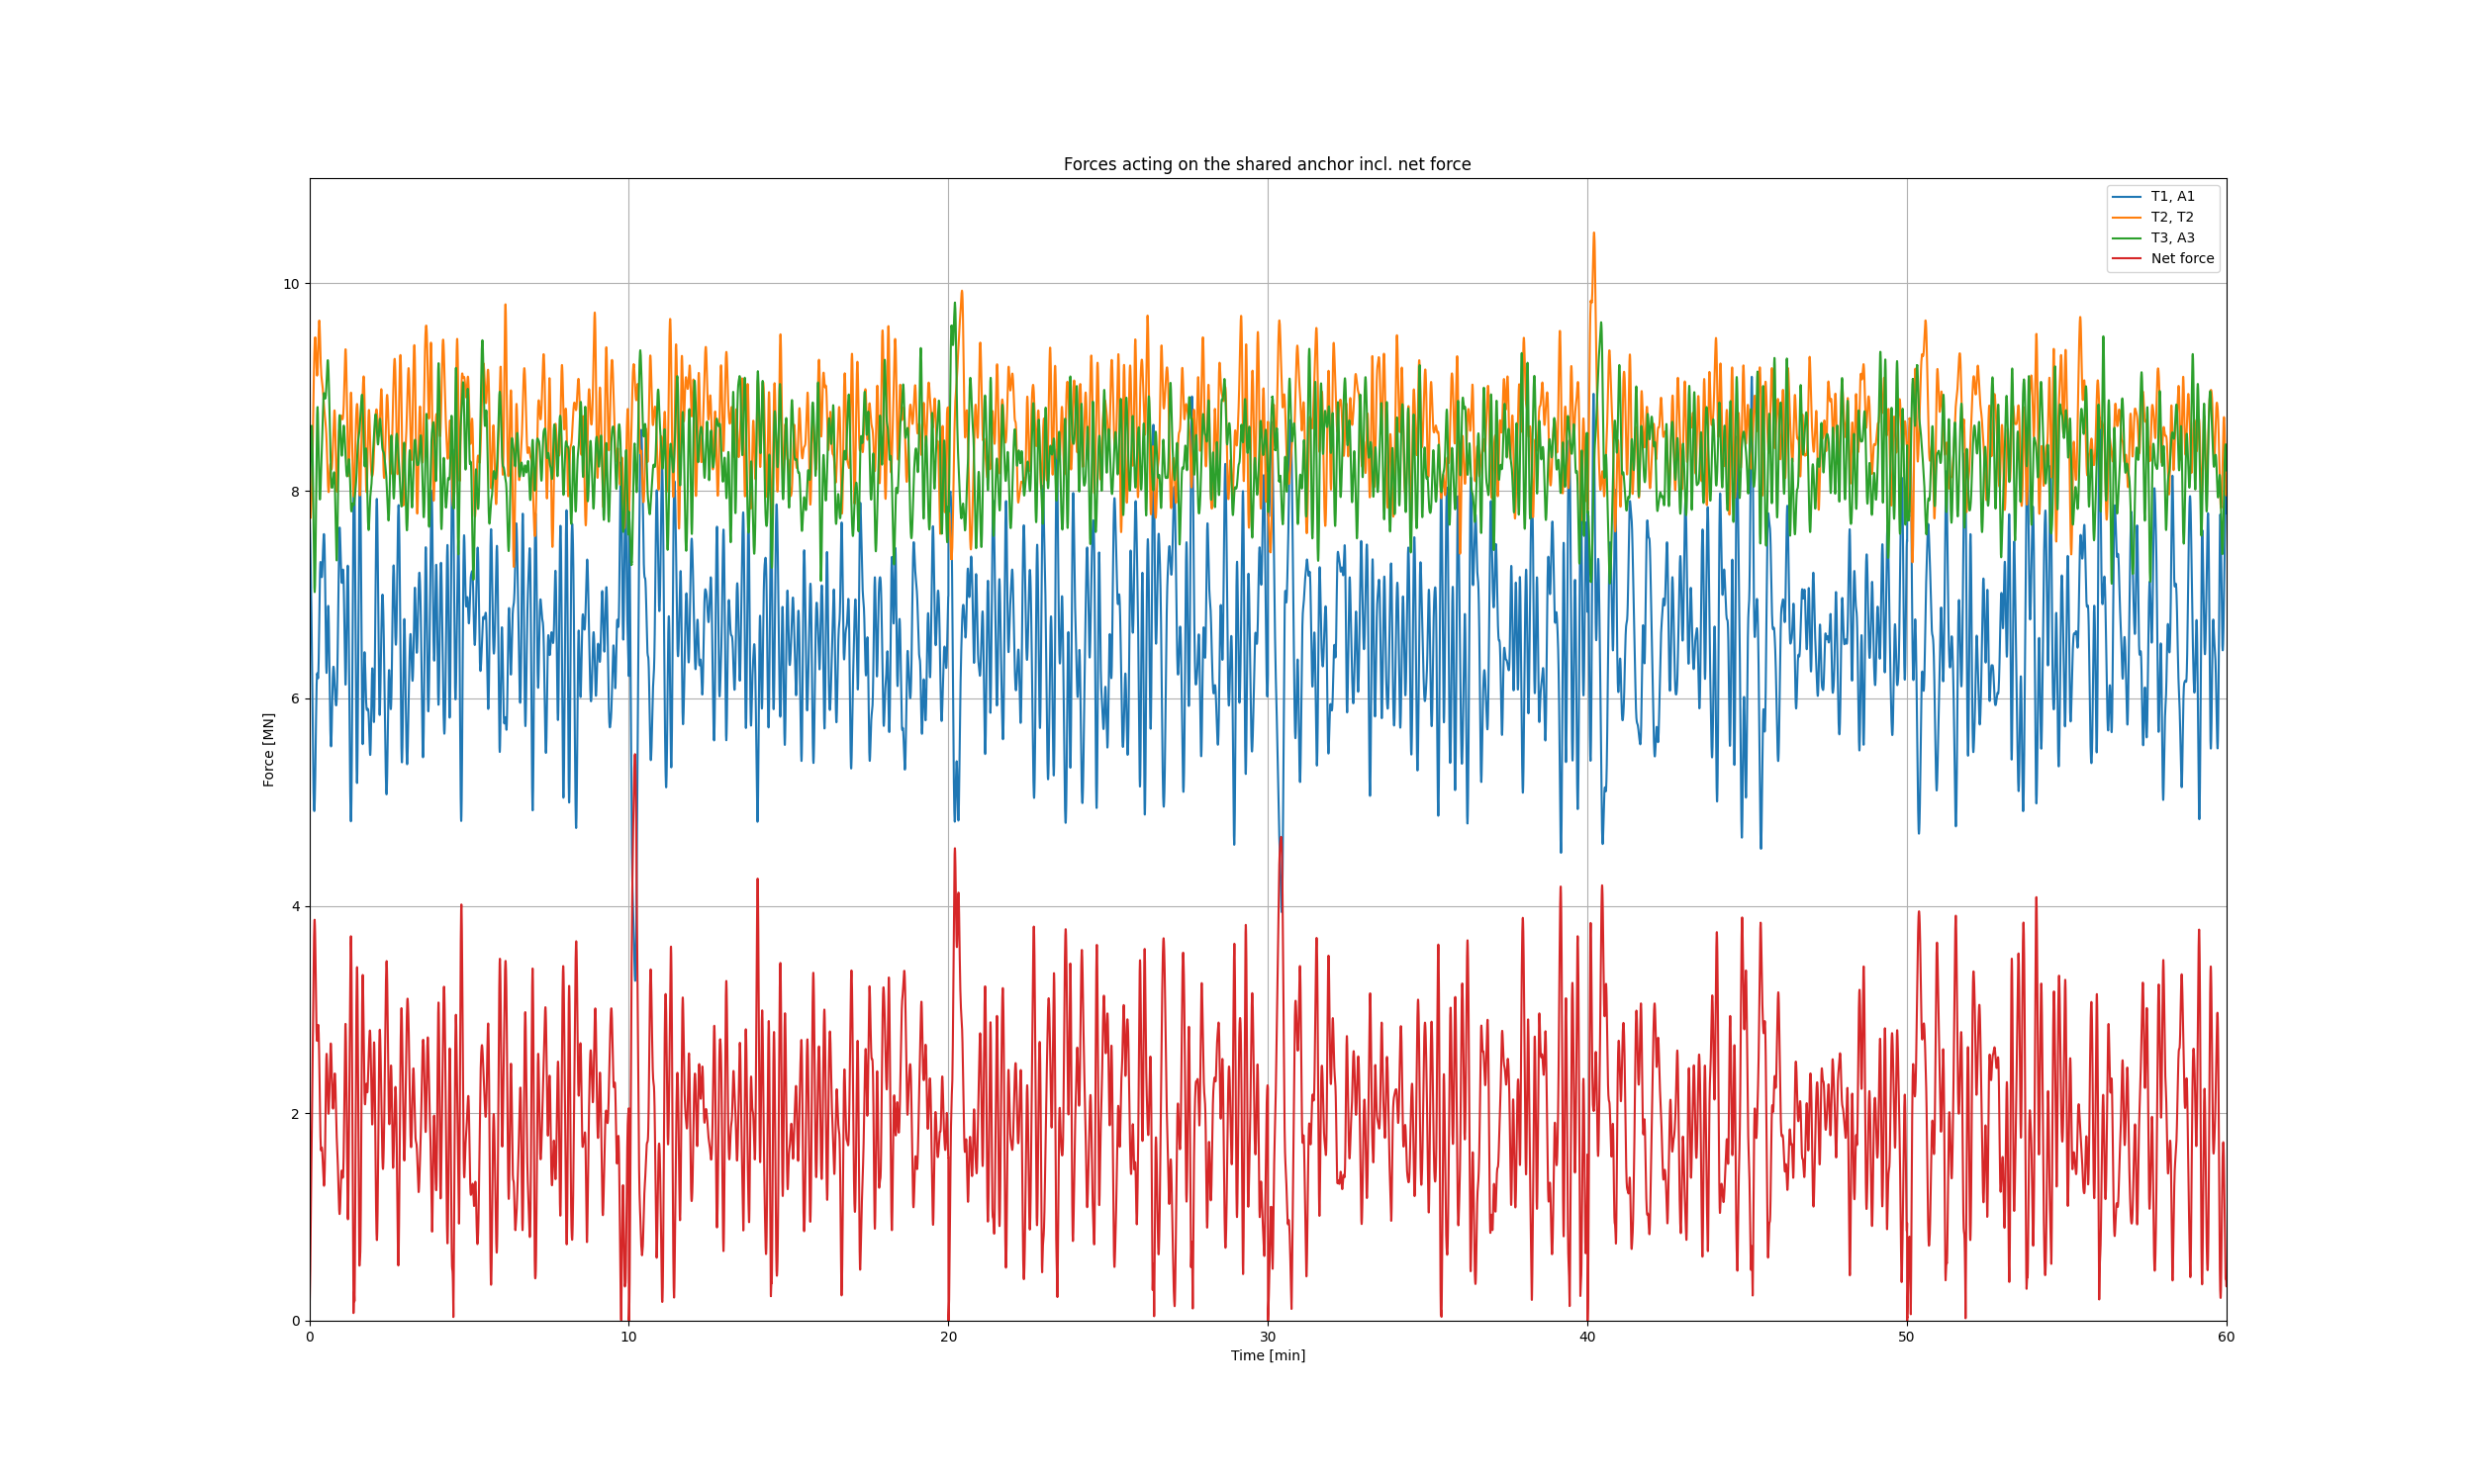 Forces acting on the shared anchor incl. net force
T1, A1
T2, T2
T3, A3
Net force
Force [MN]
10
8
6
4
2
0
0 10 20 30 40 50 60
Time [min]